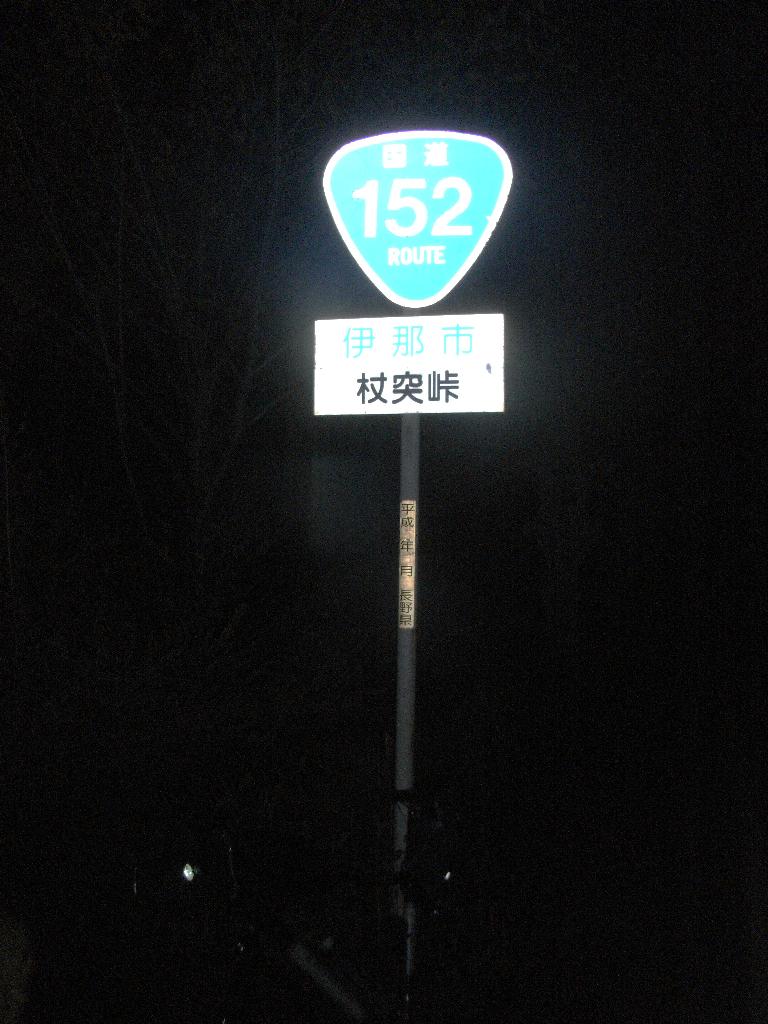 国道
152
ROUTE
伊那市
杖突峠
平成 年 月 長野県